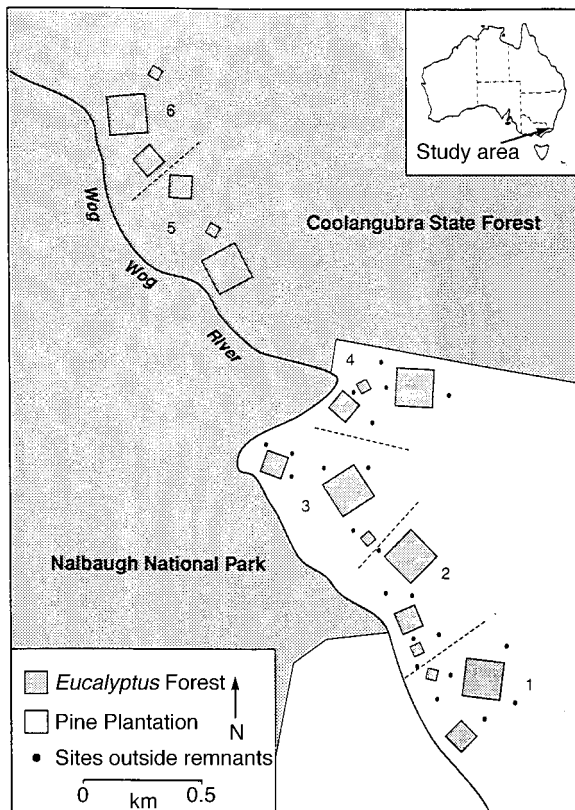 Study area
6
Wog
5
Wog
River
Coolangubra State Forest
4
3
Nalbaugh National Park
2
1
Eucalyptus Forest
Pine Plantation
N
Sites outside remnants
0 0.5
km